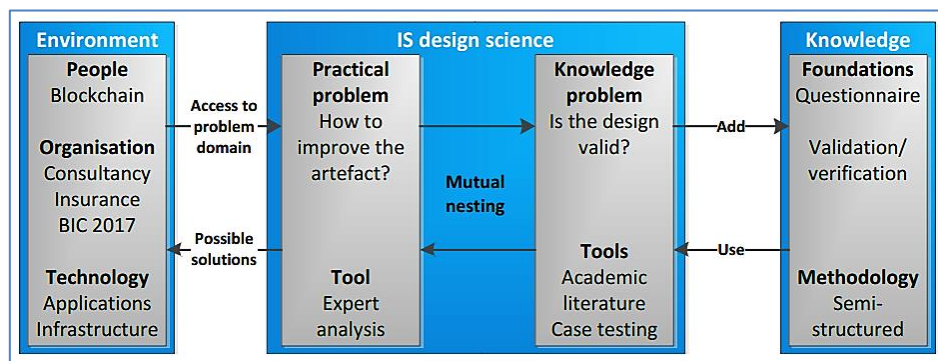 Environment
People
Blockchain
Organisation
Consultancy
Insurance
BIC 2017
Technology
Applications
Infrastructure
Access to
problem
domain
Possible
solutions
IS design science
Practical
problem
How to
improve the
artefact?
Tool
Expert
analysis
Mutual
nesting
Knowledge
problem
Is the design
valid?
Tools
Academic
literature
Case testing
Add
Use
Knowledge
Foundations
Questionnaire
Validation/
verification
Methodology
Semi-
structured